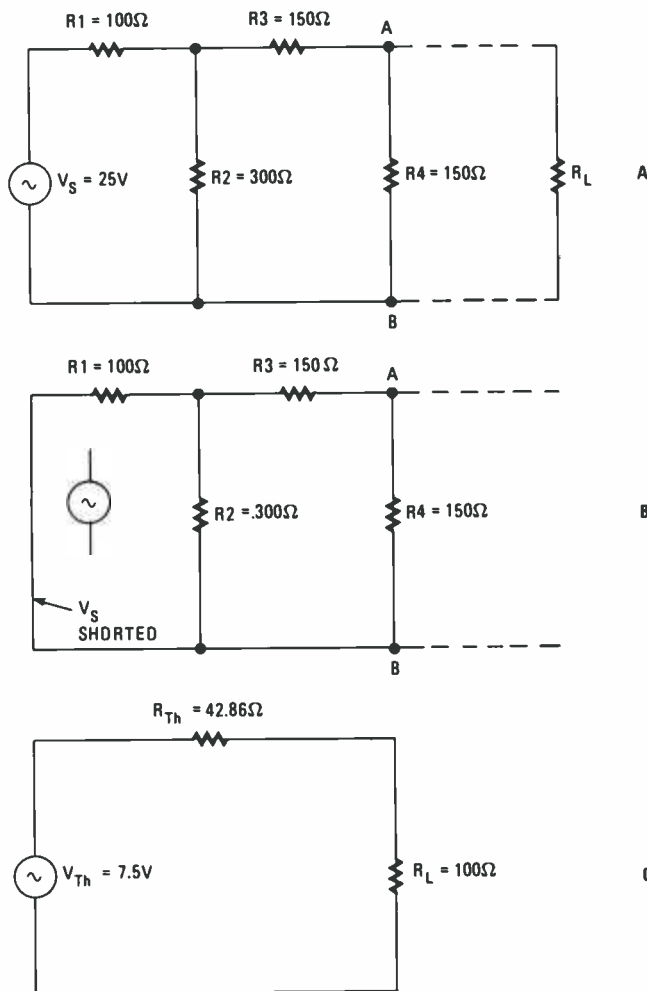 R1 = 100Ω
R3 = 150Ω
A
V_S = 25V
R2 = 300Ω
R4 = 150Ω
R_L
A
B
R1 = 100Ω
R3 = 150Ω
A
R2 = .300Ω
R4 = 150Ω
B
V_S
SHORTED
B
R_Th = 42.86Ω
V_Th = 7.5V
R_L = 100Ω